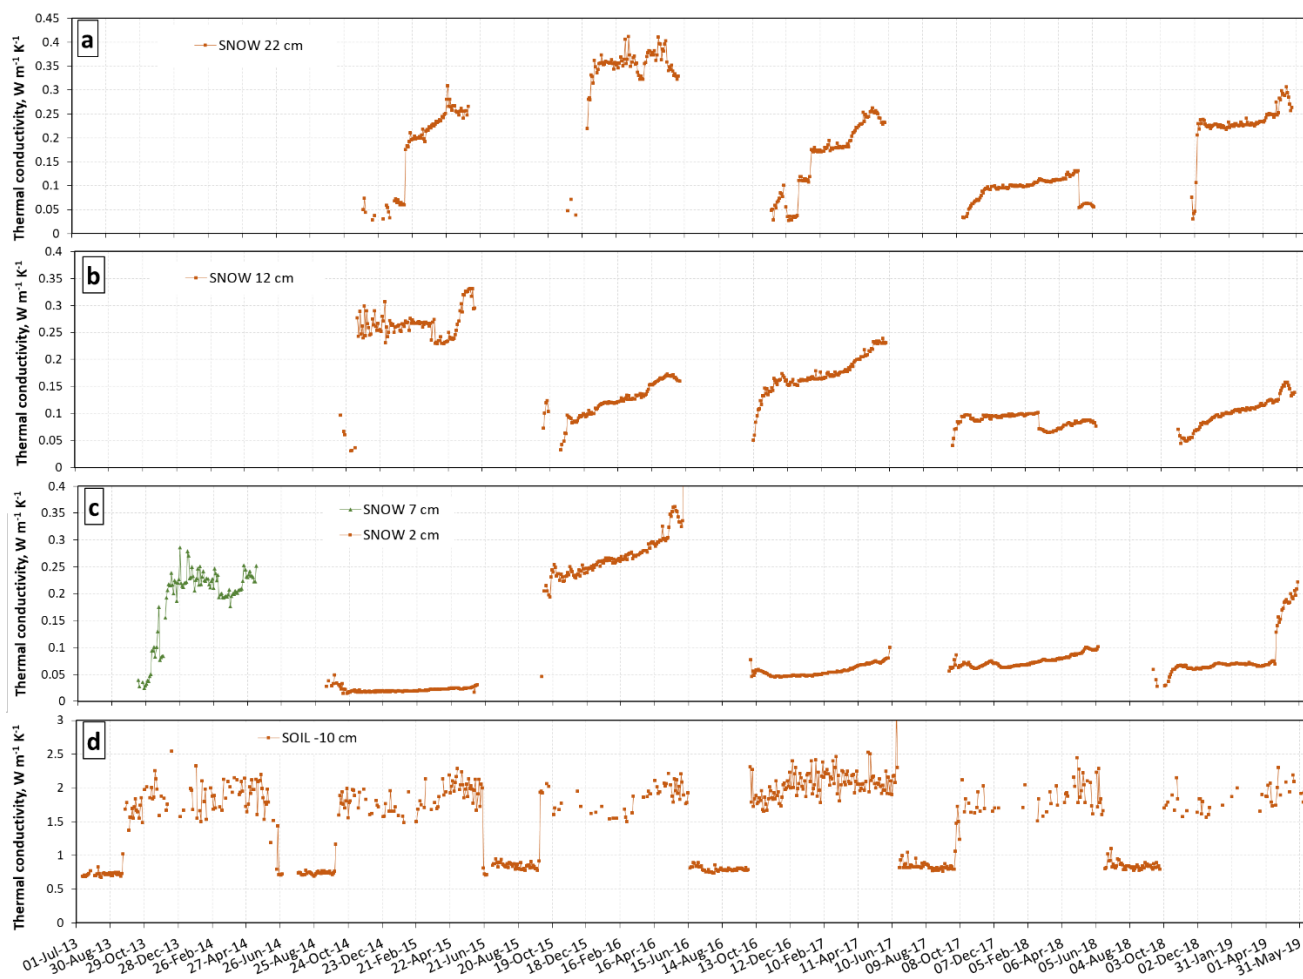 a
SNOW 22 cm
Thermal conductivity, W m⁻¹ K⁻¹
0.45
0.4
0.35
0.3
0.25
0.2
0.15
0.1
0.05
0
b
SNOW 12 cm
Thermal conductivity, W m⁻¹ K⁻¹
0.4
0.35
0.3
0.25
0.2
0.15
0.1
0.05
0
c
SNOW 7 cm
SNOW 2 cm
Thermal conductivity, W m⁻¹ K⁻¹
0.4
0.35
0.3
0.25
0.2
0.15
0.1
0.05
0
d
SOIL -10 cm
Thermal conductivity, W m⁻¹ K⁻¹
3
2.5
2
1.5
1
0.5
0
01-Jul-13
30-Aug-13
29-Oct-13
28-Dec-13
26-Feb-14
27-Apr-14
26-Jun-14
25-Aug-14
24-Oct-14
23-Dec-14
21-Feb-15
22-Apr-15
21-Jun-15
20-Aug-15
19-Oct-15
18-Dec-15
16-Feb-16
16-Apr-16
15-Jun-16
14-Aug-16
13-Oct-16
12-Dec-16
10-Feb-17
11-Apr-17
10-Jun-17
09-Aug-17
08-Oct-17
07-Dec-17
05-Feb-18
06-Apr-18
05-Jun-18
04-Aug-18
03-Oct-18
02-Dec-18
31-Jan-19
01-Apr-19
31-May-19